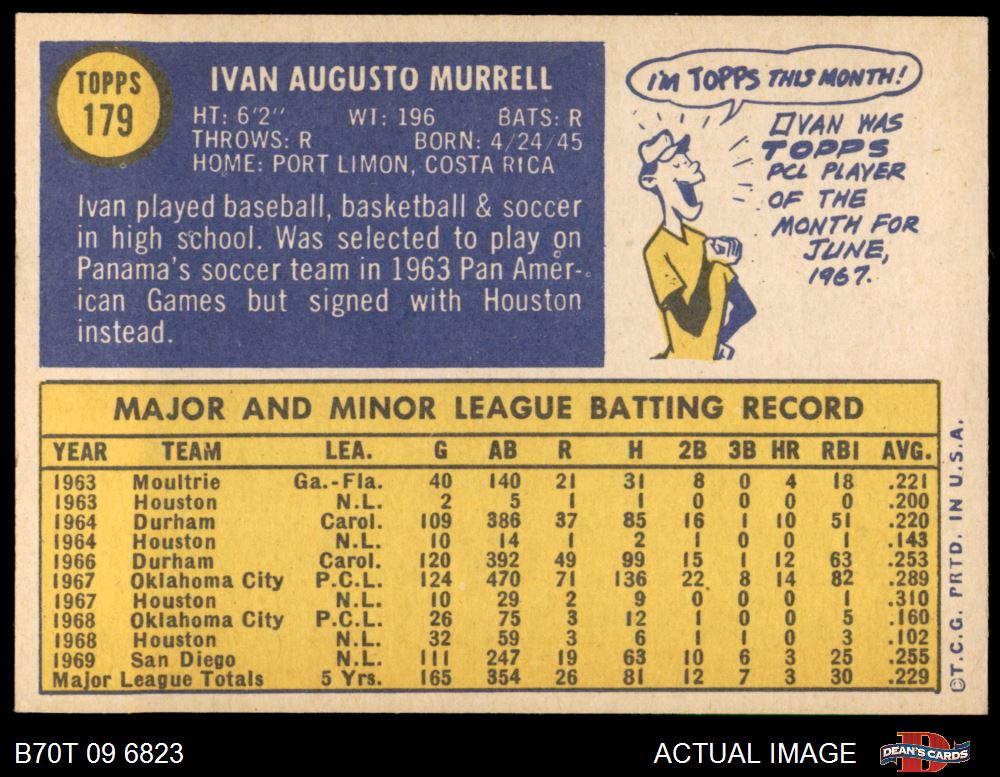 TOPPS
179
IVAN AUGUSTO MURRELL
HT: 6'2" WT: 196 BATS: R
THROWS: R BORN: 4/24/45
HOME: PORT LIMON, COSTA RICA
Ivan played baseball, basketball & soccer
in high school. Was selected to play on
Panama's soccer team in 1963 Pan Amer-
ican Games but signed with Houston
instead.
I'M TOPPS THIS MONTH!
IVAN WAS
TOPPS
PCL PLAYER
OF THE
MONTH FOR
JUNE,
1967.
MAJOR AND MINOR LEAGUE BATTING RECORD
YEAR TEAM LEA. G AB R H 2B 3B HR RBI AVG.
1963 Moultrie Ga.-Fla. 40 140 21 31 8 0 4 18 .221
1963 Houston N.L. 2 5 1 1 0 0 0 0 .200
1964 Durham Carol. 109 386 37 85 16 1 10 51 .220
1964 Houston N.L. 10 14 1 2 1 0 0 1 .143
1966 Durham Carol. 120 392 49 99 15 1 12 63 .253
1967 Oklahoma City P.C.L. 124 470 71 136 22 8 14 82 .289
1967 Houston N.L. 10 29 2 9 0 0 0 1 .310
1968 Oklahoma City P.C.L. 26 75 3 12 1 0 0 5 .160
1968 Houston N.L. 32 59 3 6 1 1 0 3 .102
1969 San Diego N.L. 111 247 19 63 10 6 3 25 .255
Major League Totals 5 Yrs. 165 354 26 81 12 7 3 30 .229
©T.C.G. PRTD. IN U.S.A.
B70T 09 6823
ACTUAL IMAGE
DEAN'S CARDS